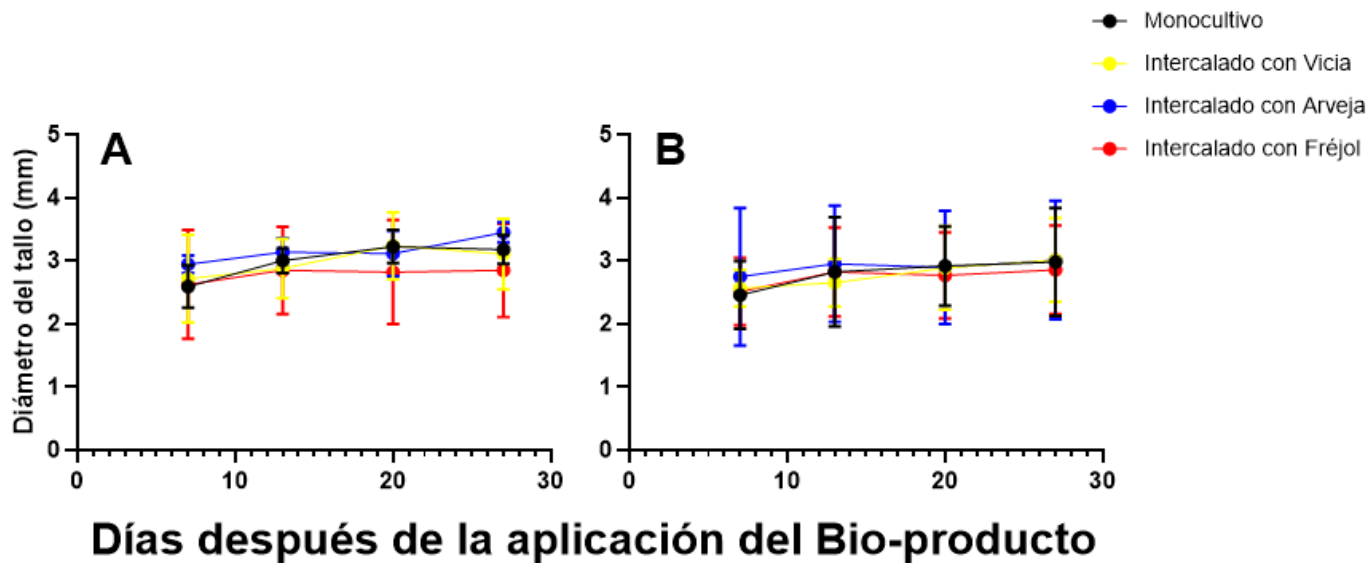 Monocultivo
Intercalado con Vicia
Intercalado con Arveja
Intercalado con Fréjol
A
B
Diámetro del tallo (mm)
5
4
3
2
1
0
0
10
20
30
5
4
3
2
1
0
0
10
20
30
Días después de la aplicación del Bio-producto